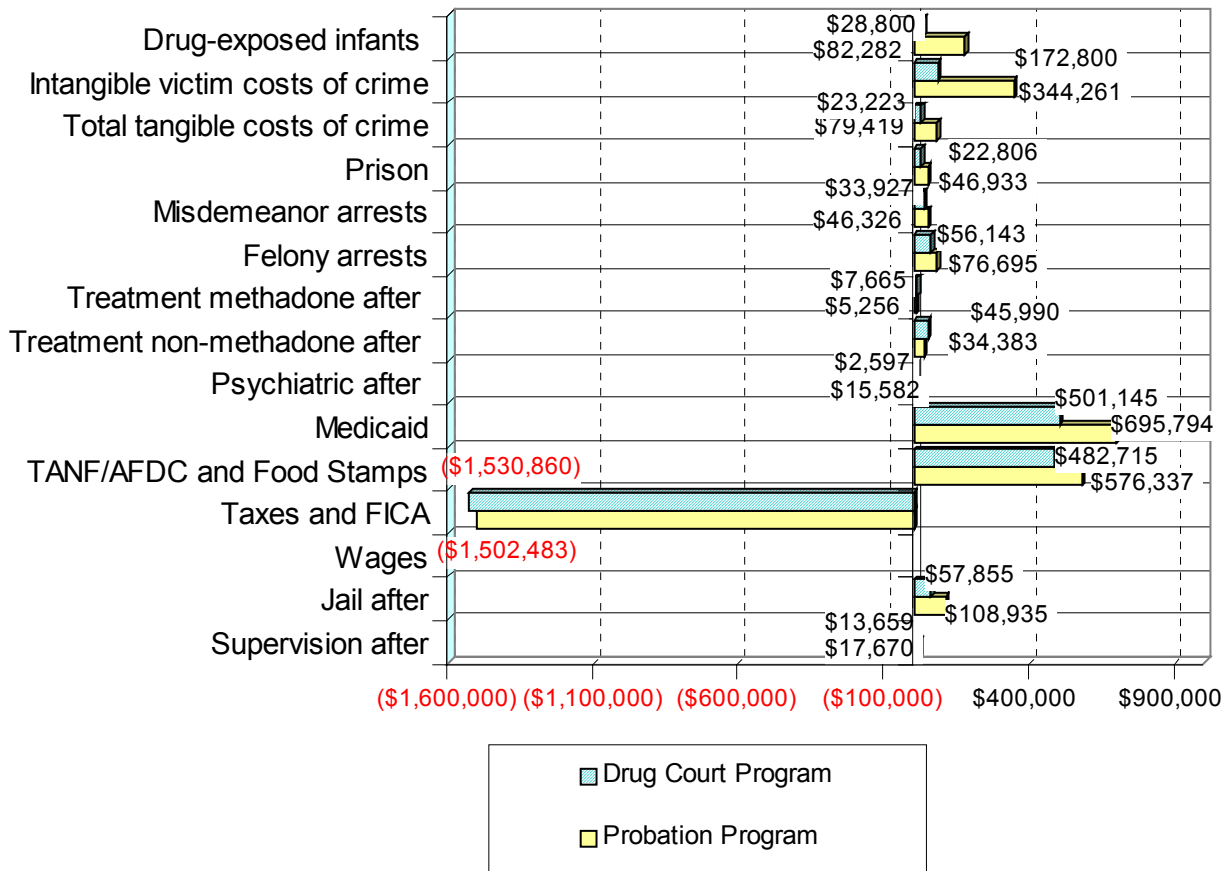 Drug-exposed infants
$28,800
$82,282
Intangible victim costs of crime
$172,800
$344,261
Total tangible costs of crime
$23,223
$79,419
Prison
$22,806
$46,933
Misdemeanor arrests
$33,927
$46,326
Felony arrests
$56,143
$76,695
Treatment methadone after
$7,665
$5,256
Treatment non-methadone after
$45,990
$34,383
Psychiatric after
$2,597
$15,582
Medicaid
$501,145
$695,794
TANF/AFDC and Food Stamps
$482,715
$576,337
Taxes and FICA
($1,530,860)
($1,502,483)
Wages
Jail after
$57,855
$108,935
Supervision after
$13,659
$17,670
($1,600,000) ($1,100,000) ($600,000) ($100,000) $400,000 $900,000
Drug Court Program
Probation Program